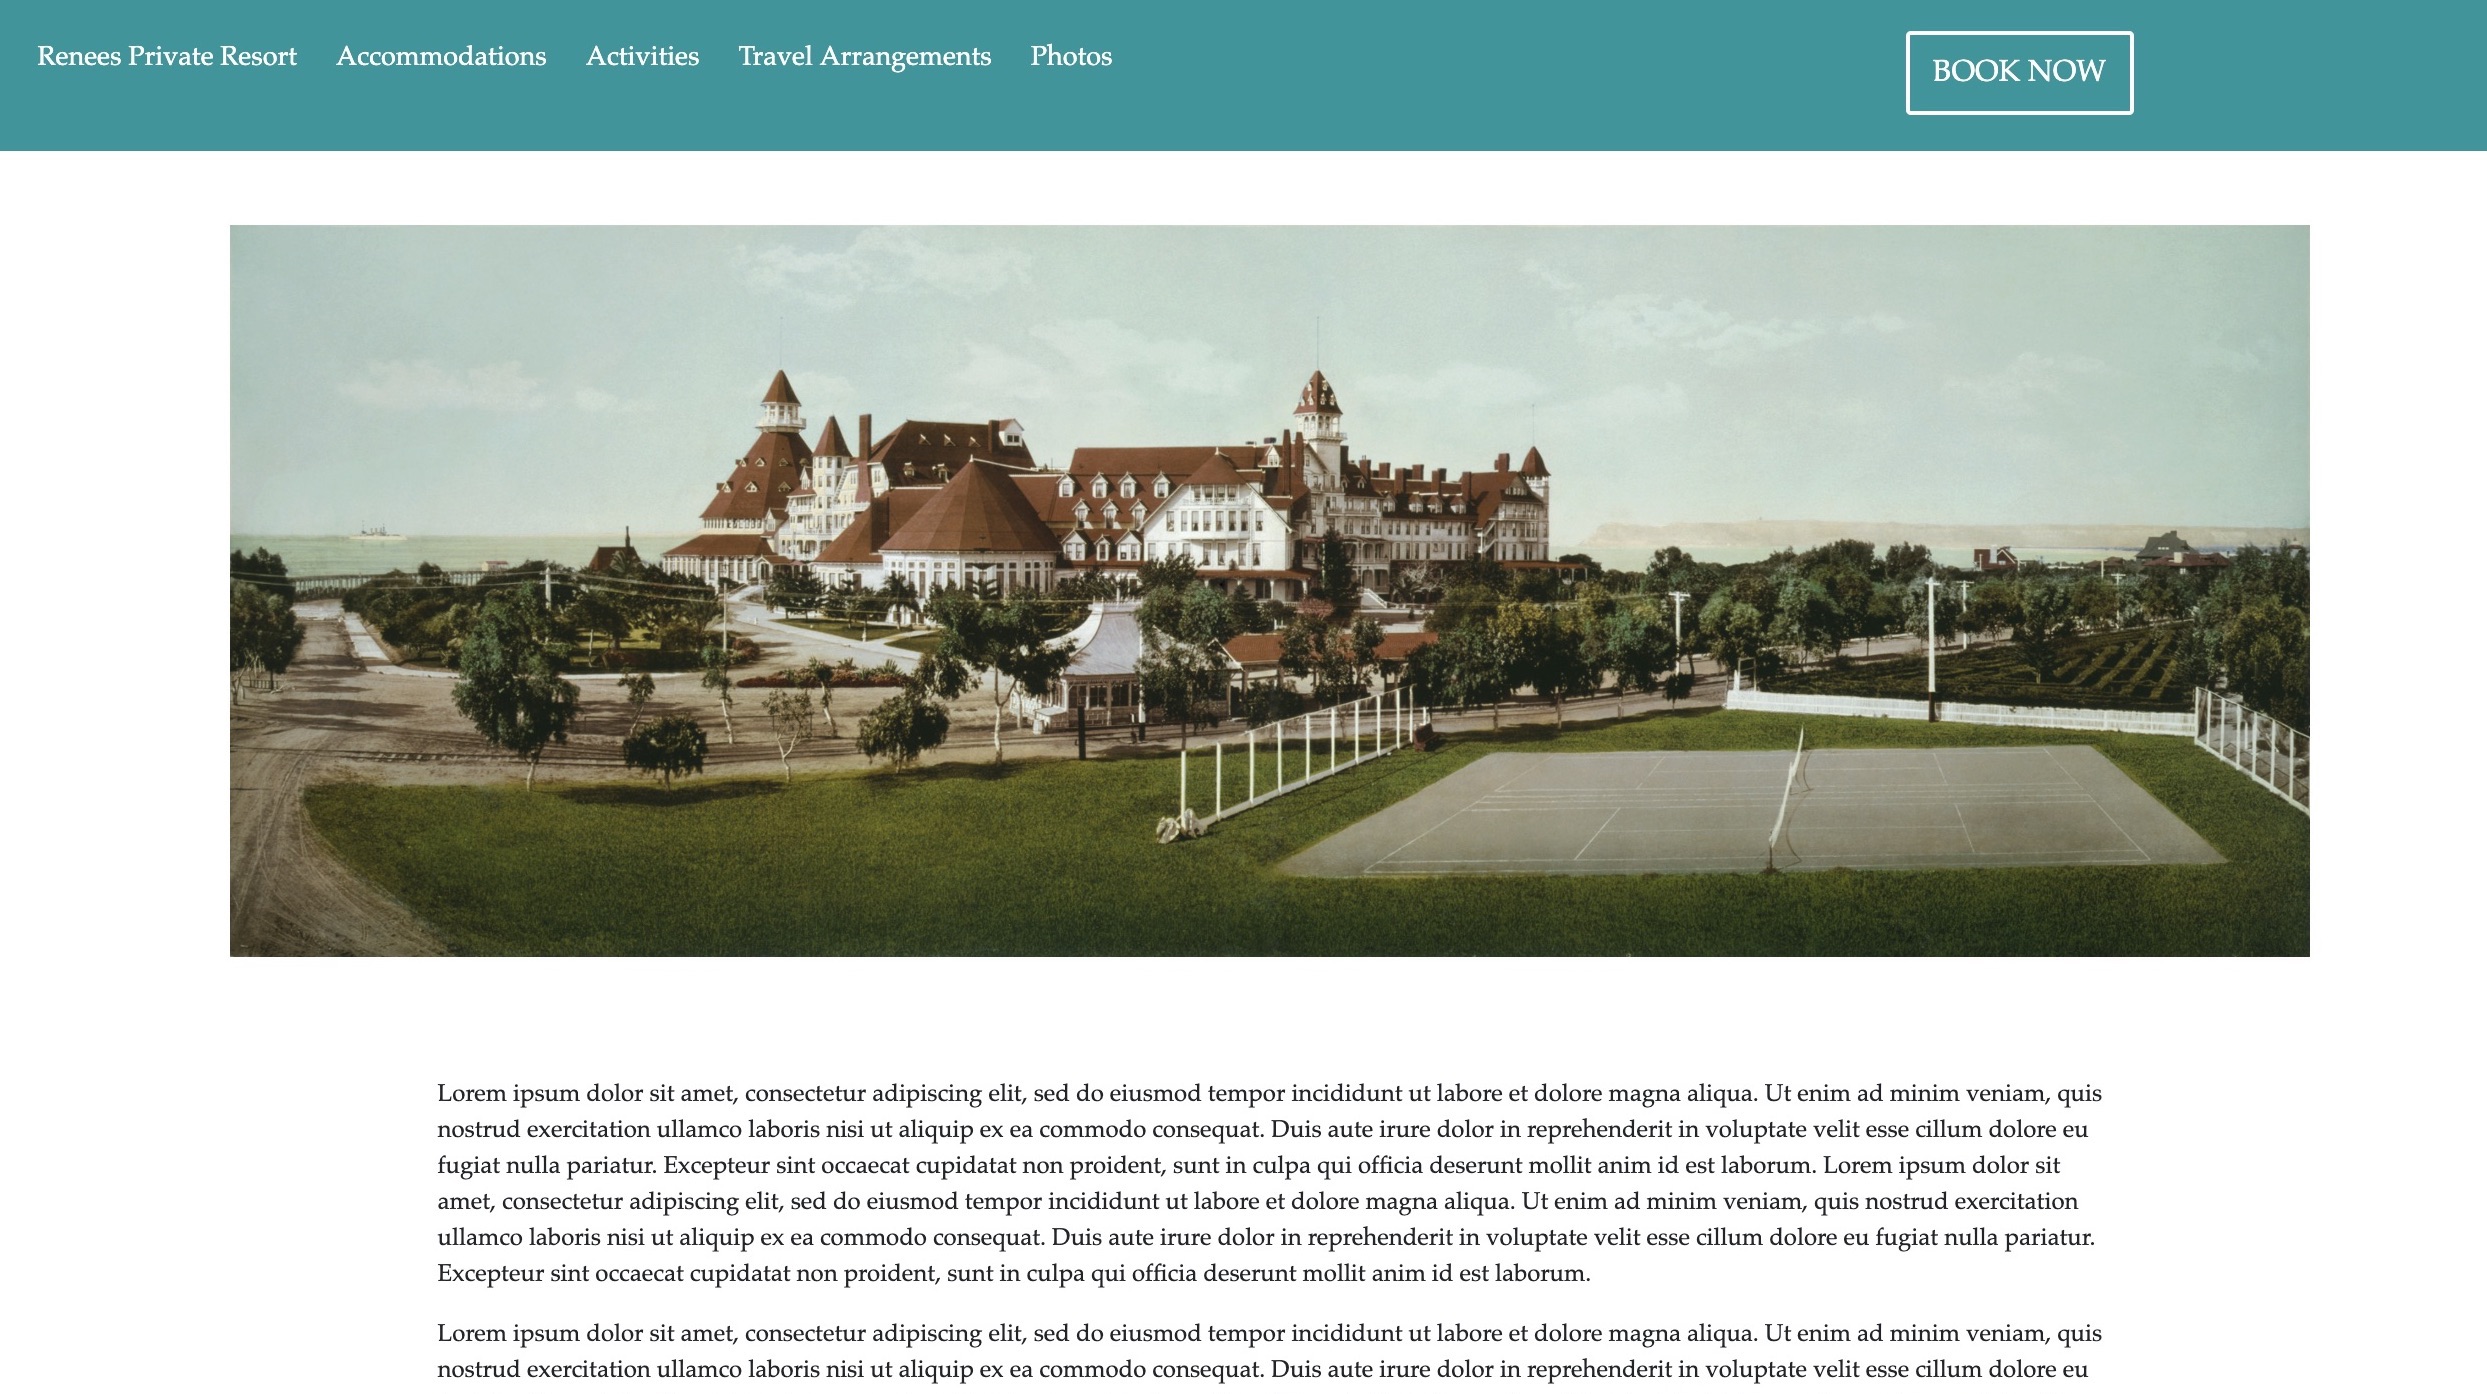 Renees Private Resort Accommodations Activities Travel Arrangements Photos BOOK NOW
Lorem ipsum dolor sit amet, consectetur adipiscing elit, sed do eiusmod tempor incididunt ut labore et dolore magna aliqua. Ut enim ad minim veniam, quis
nostrud exercitation ullamco laboris nisi ut aliquip ex ea commodo consequat. Duis aute irure dolor in reprehenderit in voluptate velit esse cillum dolore eu
fugiat nulla pariatur. Excepteur sint occaecat cupidatat non proident, sunt in culpa qui officia deserunt mollit anim id est laborum. Lorem ipsum dolor sit
amet, consectetur adipiscing elit, sed do eiusmod tempor incididunt ut labore et dolore magna aliqua. Ut enim ad minim veniam, quis nostrud exercitation
ullamco laboris nisi ut aliquip ex ea commodo consequat. Duis aute irure dolor in reprehenderit in voluptate velit esse cillum dolore eu fugiat nulla pariatur.
Excepteur sint occaecat cupidatat non proident, sunt in culpa qui officia deserunt mollit anim id est laborum.
Lorem ipsum dolor sit amet, consectetur adipiscing elit, sed do eiusmod tempor incididunt ut labore et dolore magna aliqua. Ut enim ad minim veniam, quis
nostrud exercitation ullamco laboris nisi ut aliquip ex ea commodo consequat. Duis aute irure dolor in reprehenderit in voluptate velit esse cillum dolore eu